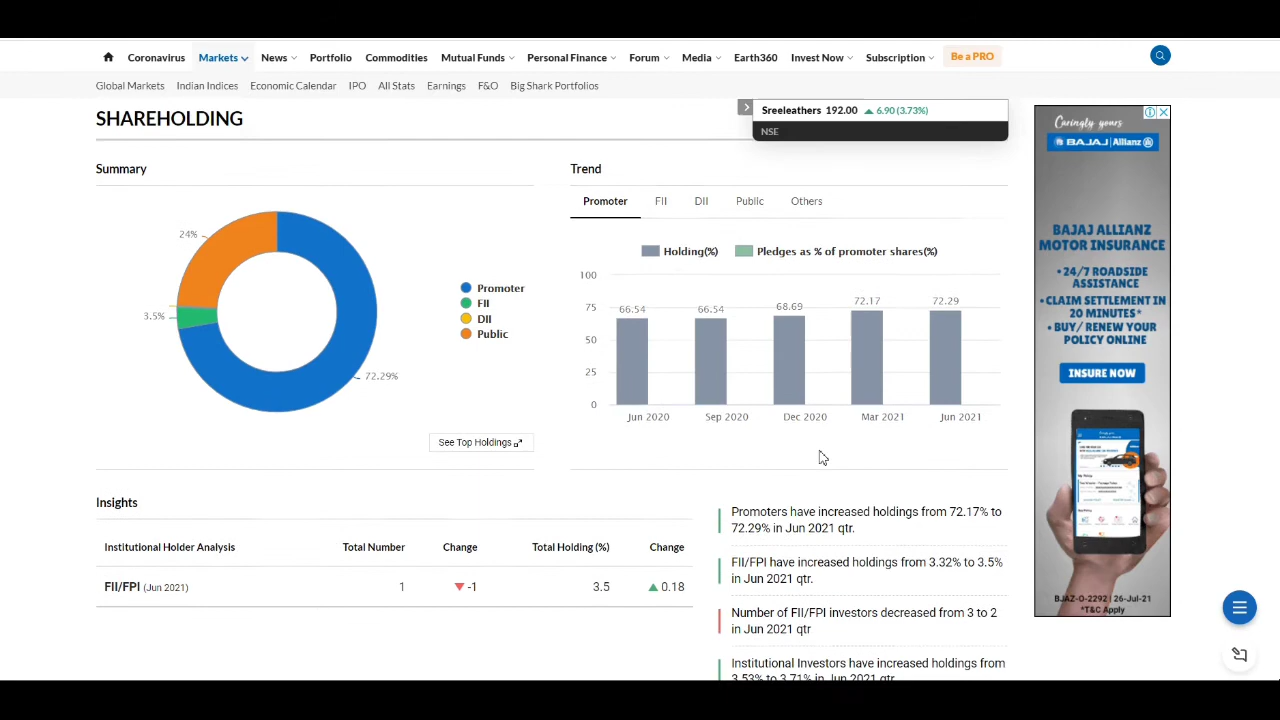 Coronavirus Markets News Portfolio Commodities Mutual Funds Personal Finance Forum Media Earth360 Invest Now Subscription Be a PRO
Global Markets Indian Indices Economic Calendar IPO All Stats Earnings F&O Big Shark Portfolios
SHAREHOLDING
Sreeleathers 192.00 6.90 (3.73%)
NSE
Summary
24%
3.5%
72.29%
Promoter
FII
DII
Public
See Top Holdings
Trend
Promoter FII DII Public Others
Holding(%) Pledges as % of promoter shares(%)
100
75
50
25
0
66.54 66.54 68.69 72.17 72.29
Jun 2020 Sep 2020 Dec 2020 Mar 2021 Jun 2021
Insights
Institutional Holder Analysis Total Number Change Total Holding (%) Change
FII/FPI (Jun 2021) 1 -1 3.5 0.18
Promoters have increased holdings from 72.17% to
72.29% in Jun 2021 qtr.
FII/FPI have increased holdings from 3.32% to 3.5%
in Jun 2021 qtr.
Number of FII/FPI investors decreased from 3 to 2
in Jun 2021 qtr
Institutional Investors have increased holdings from
3.53% to 3.71% in Jun 2021 qtr.
Caringly yours
BAJAJ Allianz
BAJAJ ALLIANZ
MOTOR INSURANCE
• 24/7 ROADSIDE
ASSISTANCE
• CLAIM SETTLEMENT IN
20 MINUTES*
• BUY/ RENEW YOUR
POLICY ONLINE
INSURE NOW
BJAZ-O-2292 | 26-Jul-21
*T&C Apply